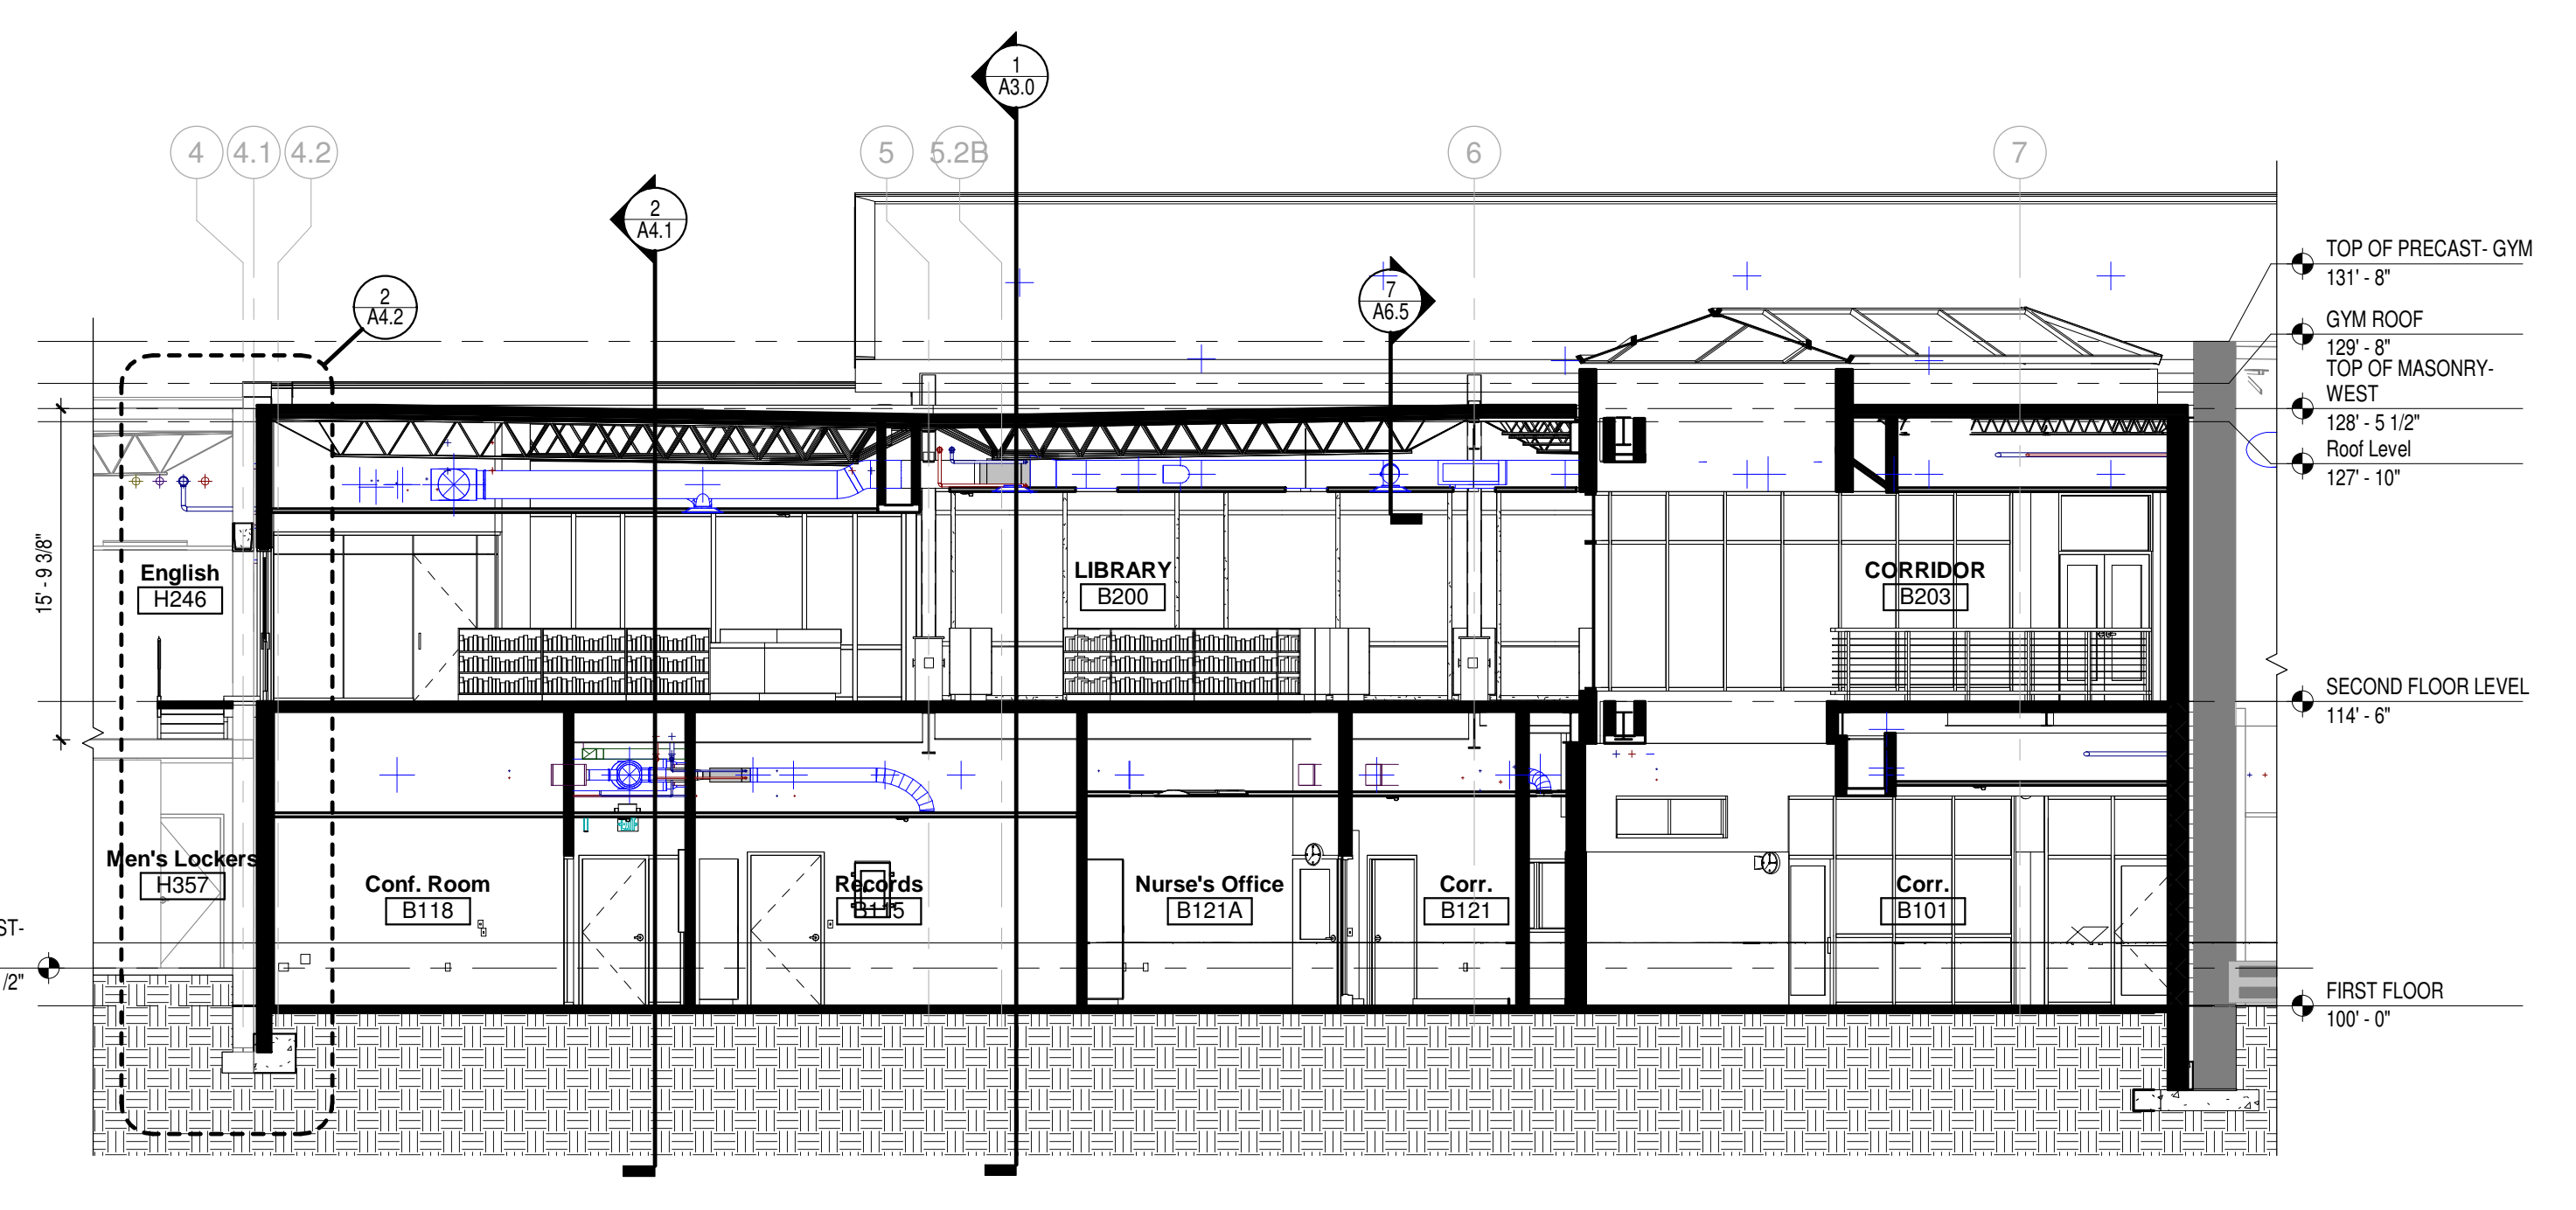 1
A3.0
4
4.1
4.2
5
5.2B
6
7
2
A4.1
2
A4.2
7
A6.5
TOP OF PRECAST- GYM
131' - 8"
GYM ROOF
129' - 8"
TOP OF MASONRY-
WEST
128' - 5 1/2"
Roof Level
127' - 10"
15' - 9 3/8"
English
H246
LIBRARY
B200
CORRIDOR
B203
SECOND FLOOR LEVEL
114' - 6"
Men's Lockers
H357
Conf. Room
B118
Records
B115
Nurse's Office
B121A
Corr.
B121
Corr.
B101
ST-
/2"
FIRST FLOOR
100' - 0"